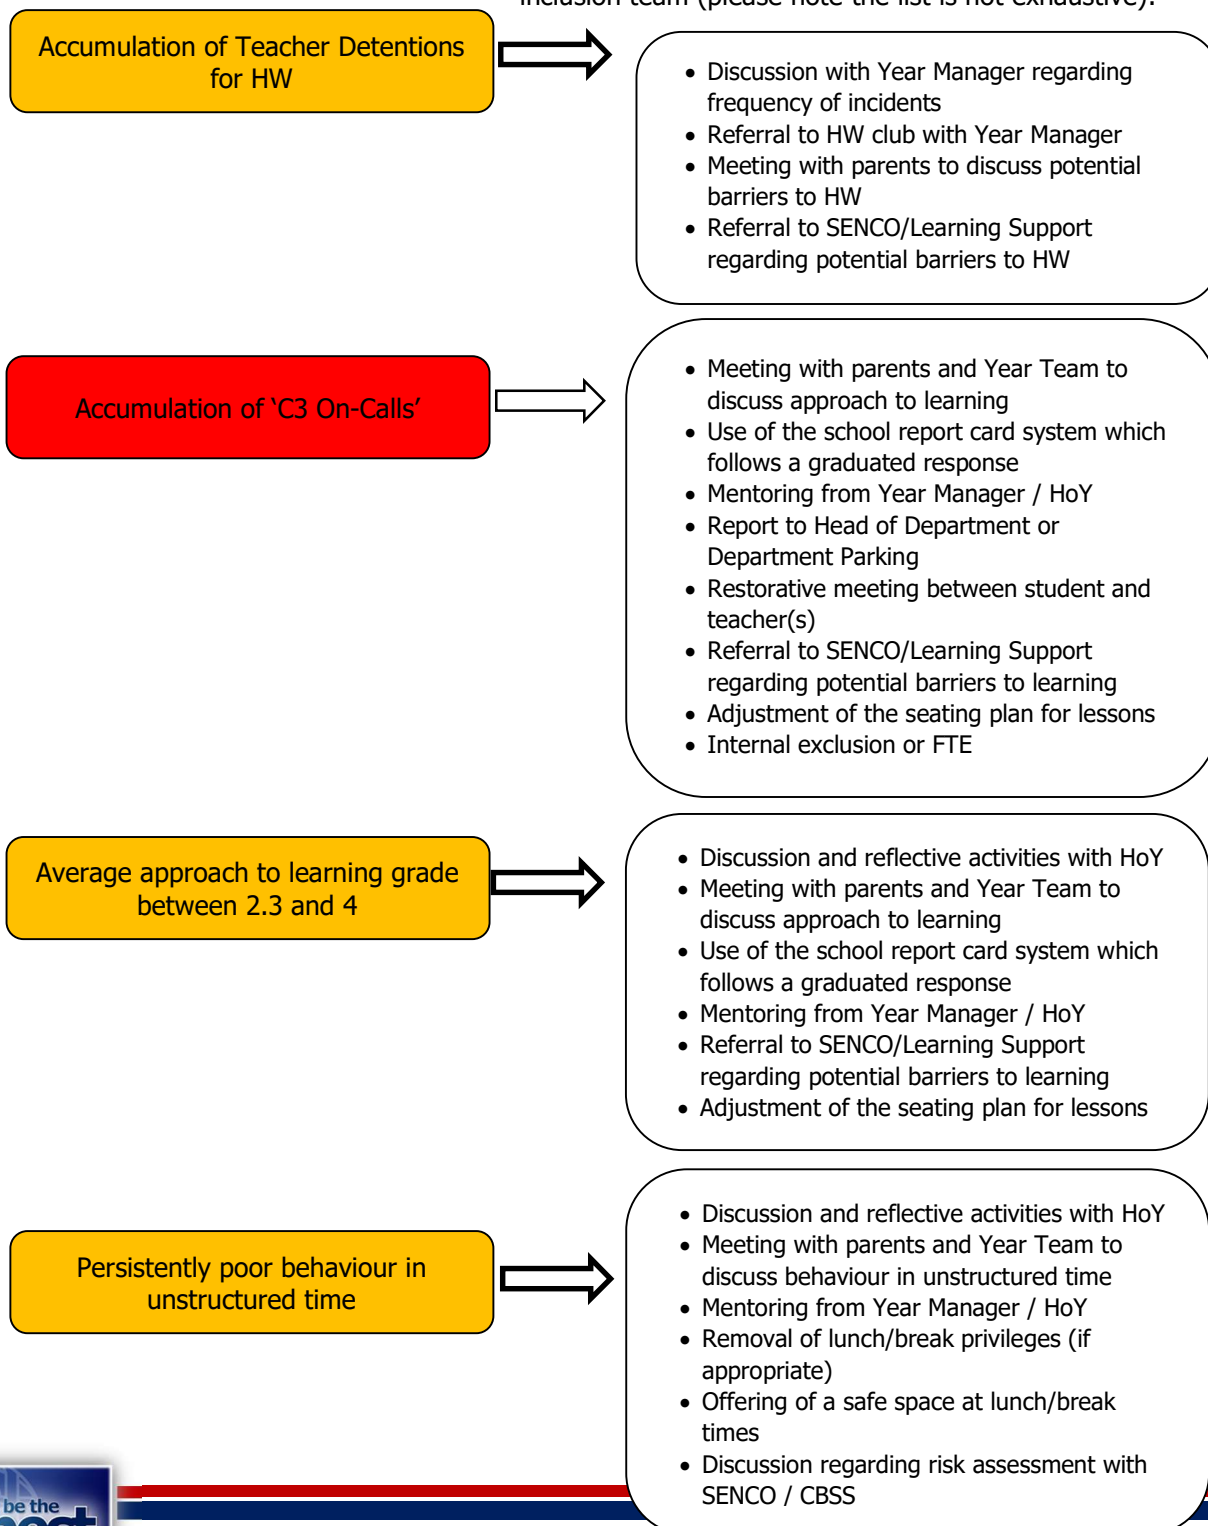 inclusion team (please note the list is not exhaustive).
Accumulation of Teacher Detentions
for HW
• Discussion with Year Manager regarding
frequency of incidents
• Referral to HW club with Year Manager
• Meeting with parents to discuss potential
barriers to HW
• Referral to SENCO/Learning Support
regarding potential barriers to HW
Accumulation of ‘C3 On-Calls’
• Meeting with parents and Year Team to
discuss approach to learning
• Use of the school report card system which
follows a graduated response
• Mentoring from Year Manager / HoY
• Report to Head of Department or
Department Parking
• Restorative meeting between student and
teacher(s)
• Referral to SENCO/Learning Support
regarding potential barriers to learning
• Adjustment of the seating plan for lessons
• Internal exclusion or FTE
Average approach to learning grade
between 2.3 and 4
• Discussion and reflective activities with HoY
• Meeting with parents and Year Team to
discuss approach to learning
• Use of the school report card system which
follows a graduated response
• Mentoring from Year Manager / HoY
• Referral to SENCO/Learning Support
regarding potential barriers to learning
• Adjustment of the seating plan for lessons
Persistently poor behaviour in
unstructured time
• Discussion and reflective activities with HoY
• Meeting with parents and Year Team to
discuss behaviour in unstructured time
• Mentoring from Year Manager / HoY
• Removal of lunch/break privileges (if
appropriate)
• Offering of a safe space at lunch/break
times
• Discussion regarding risk assessment with
SENCO / CBSS
be the